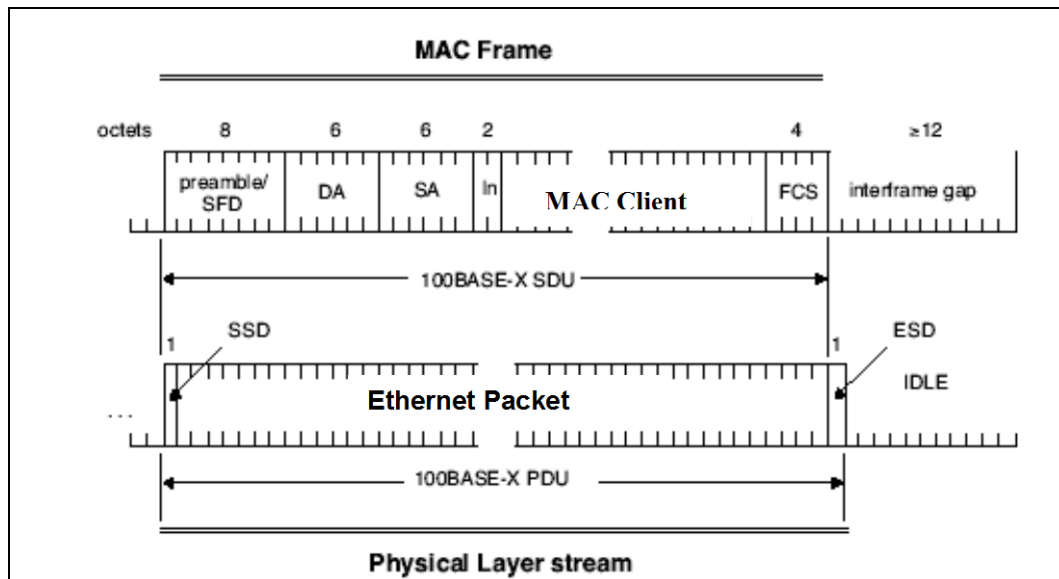 MAC Frame
octets 8 6 6 2 4 ≥12
preamble/ SFD DA SA ln MAC Client FCS interframe gap
100BASE-X SDU
1 SSD 1 ESD
... Ethernet Packet IDLE
100BASE-X PDU
Physical Layer stream